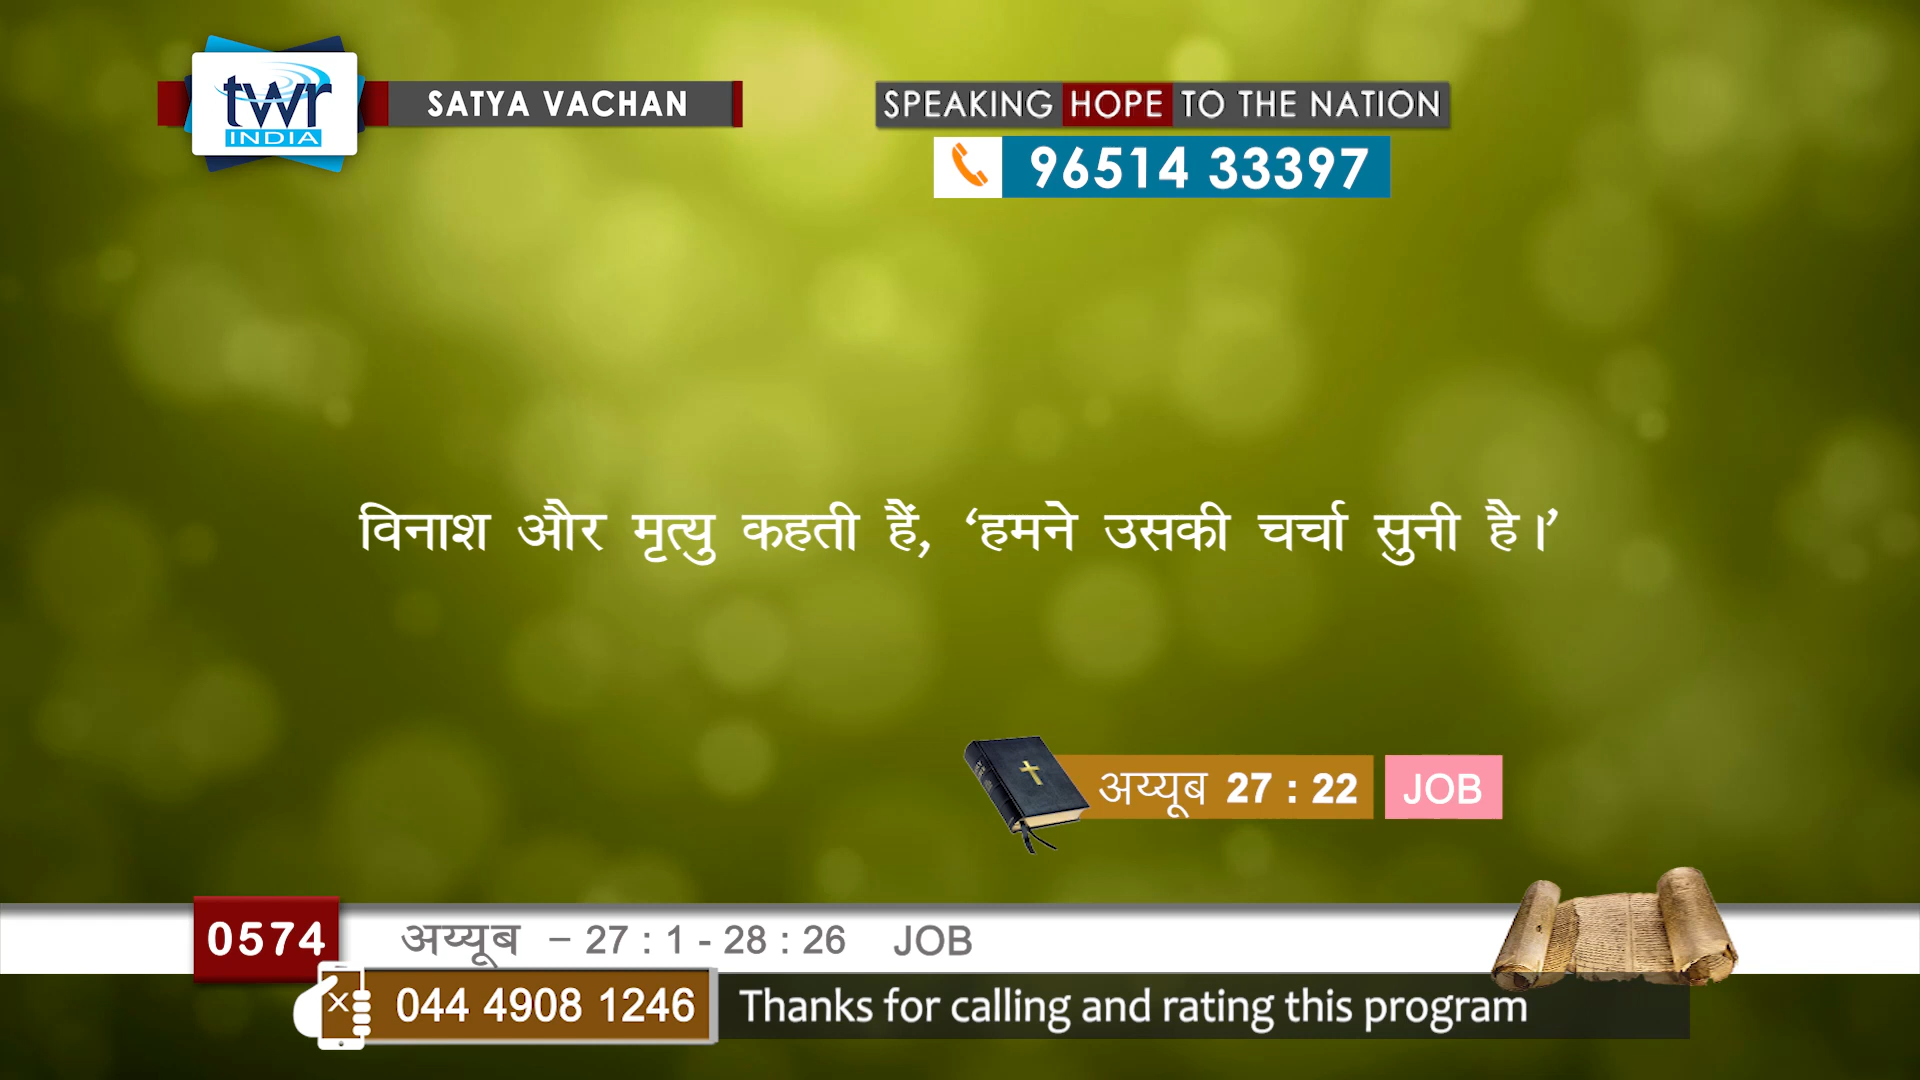 twr
INDIA
SATYA VACHAN
SPEAKING HOPE TO THE NATION
96514 33397
विनाश और मृत्यु कहती हैं, ‘हमने उसकी चर्चा सुनी है।’
अय्यूब 27 : 22 JOB
0574 अय्यूब – 27 : 1 - 28 : 26 JOB
044 4908 1246 Thanks for calling and rating this program